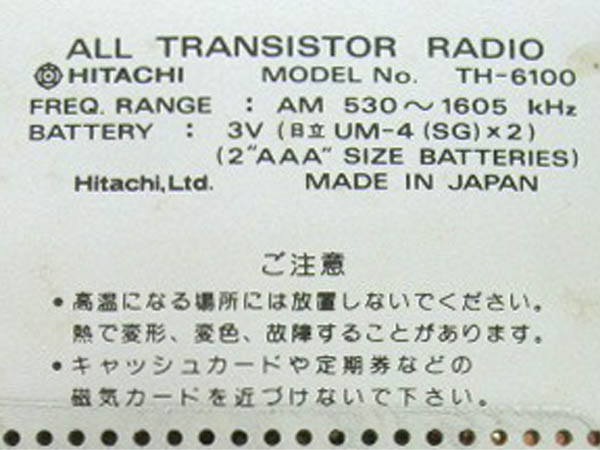 ALL TRANSISTOR RADIO
HITACHI MODEL No. TH-6100
FREQ. RANGE : AM 530～1605 kHz
BATTERY : 3V (日立 UM-4 (SG)×2)
(2"AAA" SIZE BATTERIES)
Hitachi,Ltd. MADE IN JAPAN
ご注意
• 高温になる場所には放置しないでください。
熱で変形、変色、故障することがあります。
• キャッシュカードや定期券などの
磁気カードを近づけないで下さい。